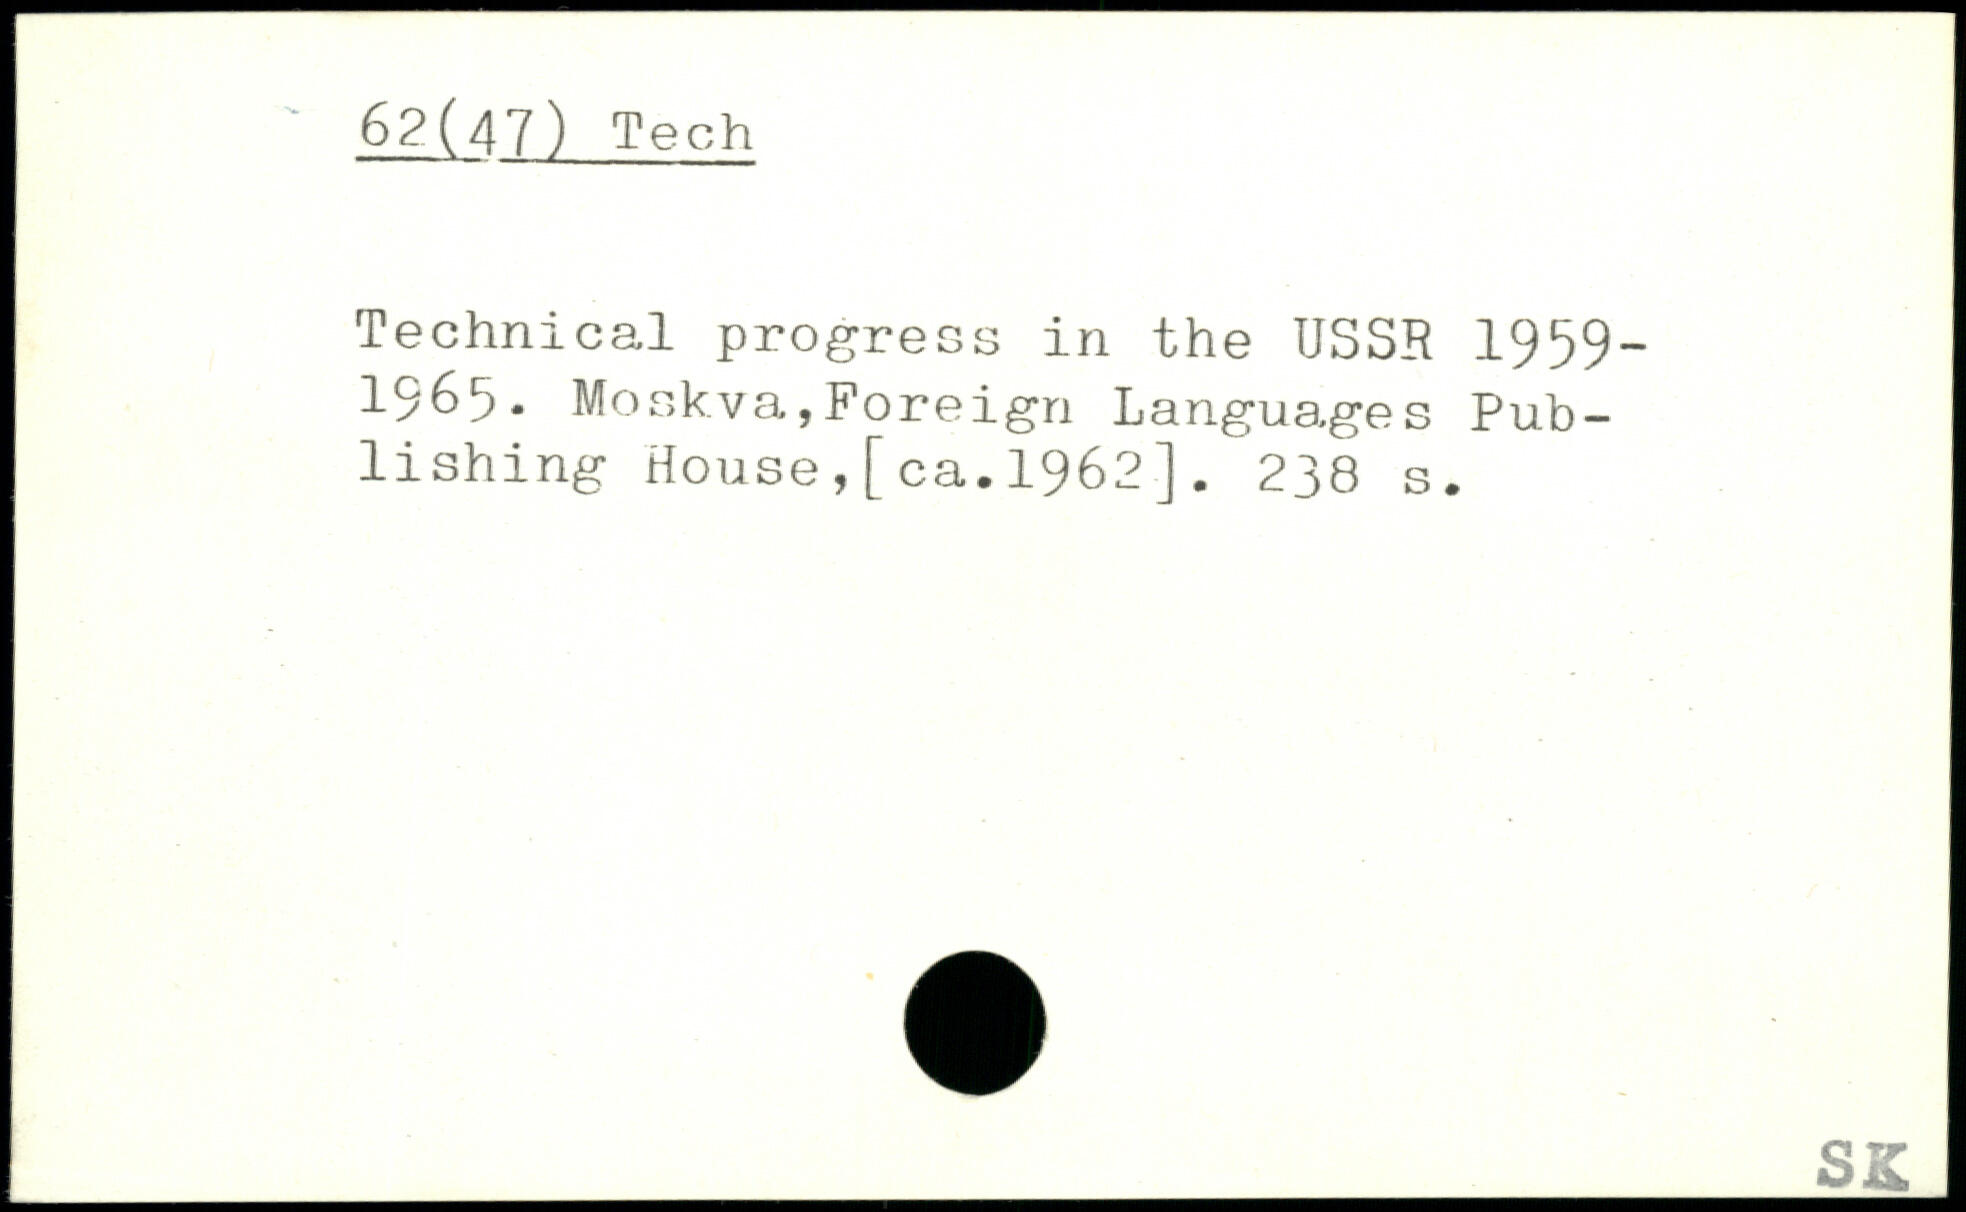 62(47) Tech
Technical progress in the USSR 1959-
1965. Moskva,Foreign Languages Pub-
lishing House,[ca.1962]. 238 s.
SK